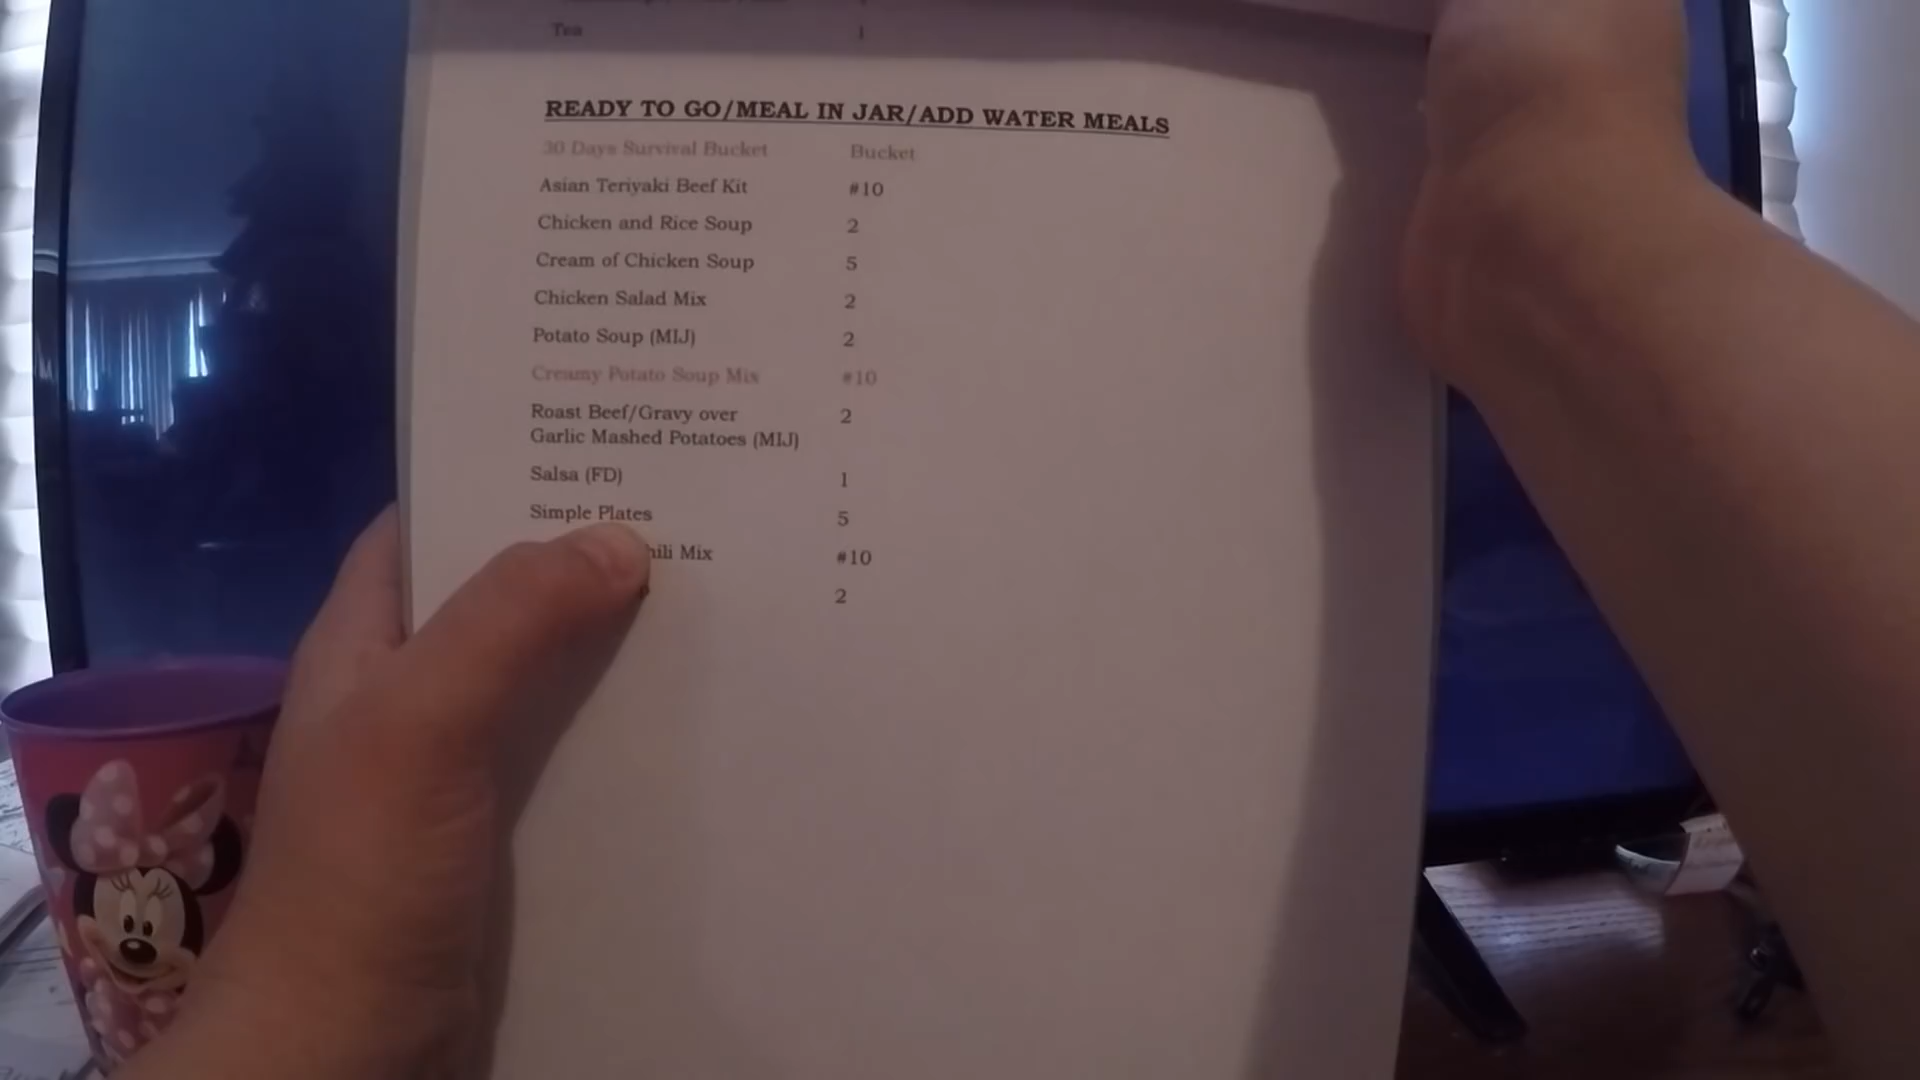 Tea 1
READY TO GO/MEAL IN JAR/ADD WATER MEALS
30 Days Survival Bucket Bucket
Asian Teriyaki Beef Kit #10
Chicken and Rice Soup 2
Cream of Chicken Soup 5
Chicken Salad Mix 2
Potato Soup (MIJ) 2
Creamy Potato Soup Mix #10
Roast Beef/Gravy over 2
Garlic Mashed Potatoes (MIJ)
Salsa (FD) 1
Simple Plates 5
hili Mix #10
2